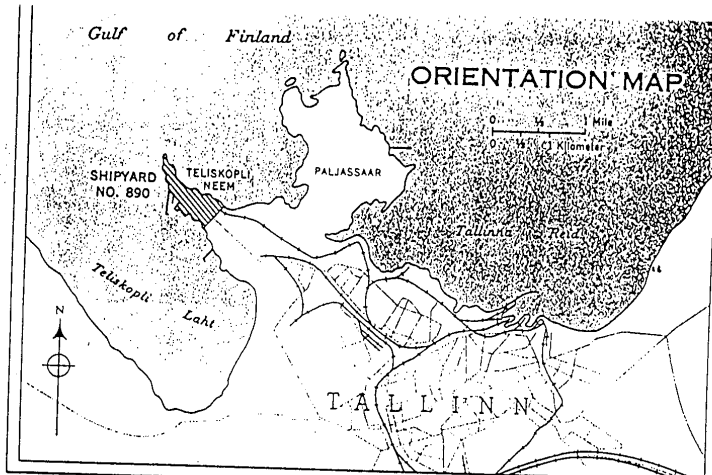 Gulf of Finland
ORIENTATION MAP
0 ½ 1 Mile
0 ½ 1 Kilometer
SHIPYARD
NO. 890
TELISKOPLI
NEEM
PALJASSAAR
Tallinna Reid
Teliskopli
Laht
N
TALLINN